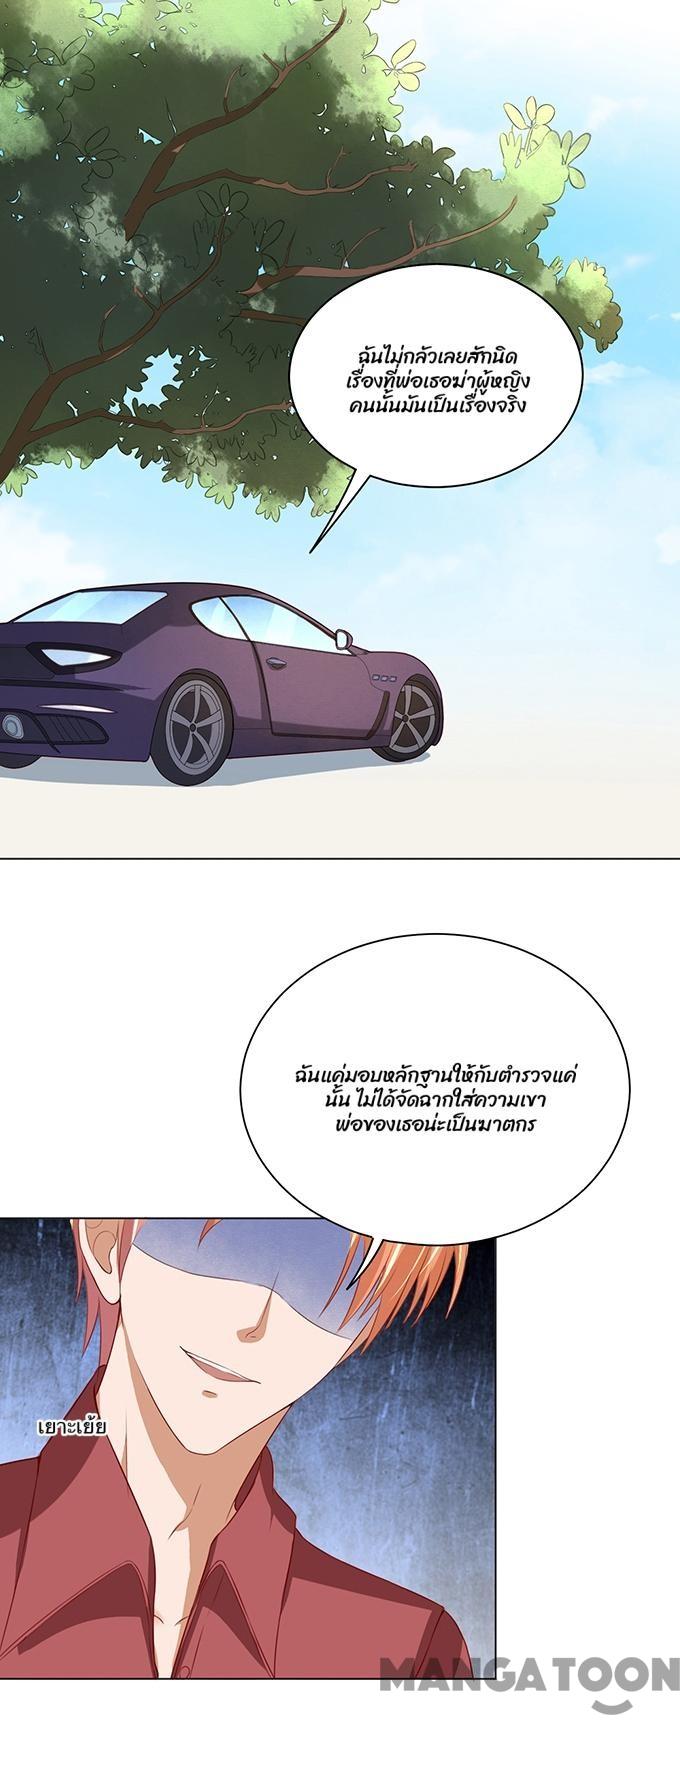 ฉันไม่กลัวเลยสักนิด
เรื่องที่พ่อเธอฆ่าผู้หญิง
คนนั้นมันเป็นเรื่องจริง
ฉันแค่มอบหลักฐานให้กับตำรวจแค่
นั้น ไม่ได้จัดฉากใส่ความเขา
พ่อของเธอน่ะเป็นฆาตกร
เยาะเย้ย
MANGATOON